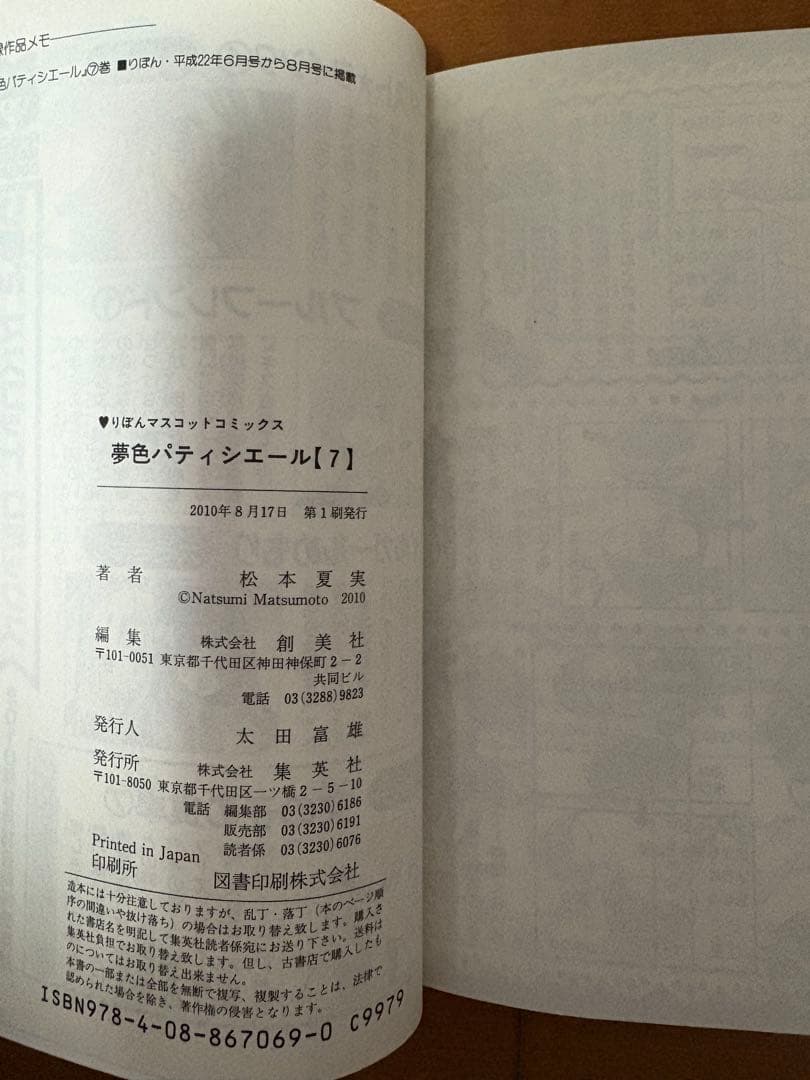 作品メモ
色パティシエール』⑦巻 ■りぼん・平成22年6月号から8月号に掲載
♥りぼんマスコットコミックス
夢色パティシエール【7】
2010年8月17日 第1刷発行
著者 松本夏実
©Natsumi Matsumoto 2010
編集 株式会社 創美社
〒101-0051 東京都千代田区神田神保町2-2
共同ビル
電話 03(3288)9823
発行人 太田富雄
発行所 株式会社 集英社
〒101-8050 東京都千代田区一ツ橋2-5-10
電話 編集部 03(3230)6186
販売部 03(3230)6191
読者係 03(3230)6076
Printed in Japan
印刷所 図書印刷株式会社
造本には十分注意しておりますが、乱丁・落丁(本のページ順
序の間違いや抜け落ち)の場合はお取り替え致します。購入さ
れた書店名を明記して集英社読者係宛にお送り下さい。送料は
集英社負担でお取り替え致します。但し、古書店で購入したも
のについてはお取り替え出来ません。
本書の一部または全部を無断で複写、複製することは、法律で
認められた場合を除き、著作権の侵害となります。
ISBN978-4-08-867069-0 C9979